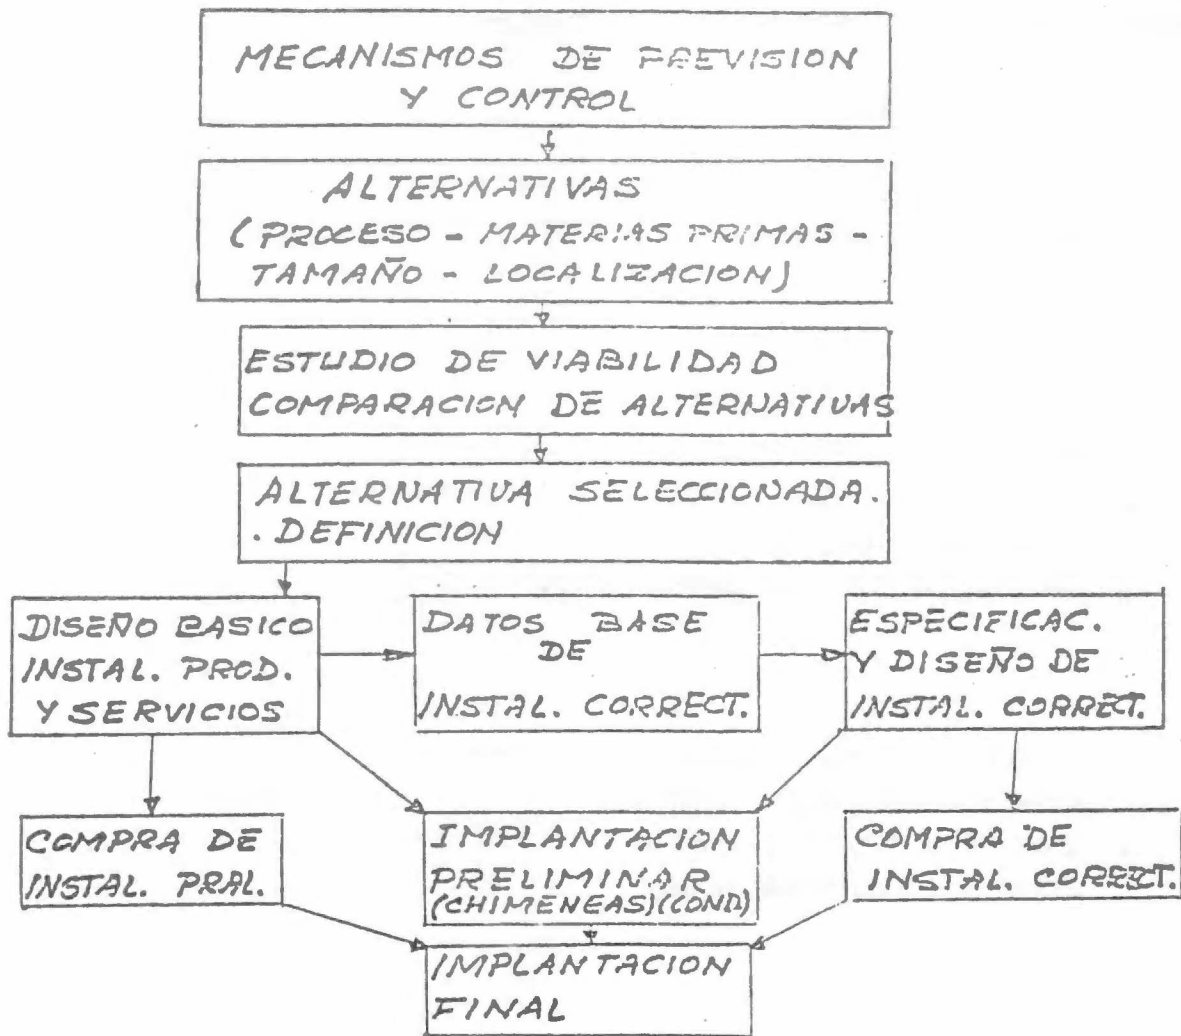 MECANISMOS DE PREVISION
Y CONTROL
ALTERNATIVAS
(PROCESO - MATERIAS PRIMAS -
TAMAÑO - LOCALIZACION)
ESTUDIO DE VIABILIDAD
COMPARACION DE ALTERNATIVAS
ALTERNATIVA SELECCIONADA.
. DEFINICION
DISEÑO BASICO
INSTAL. PROD.
Y SERVICIOS
DATOS BASE
DE
INSTAL. CORRECT.
ESPECIFICAC.
Y DISEÑO DE
INSTAL. CORRECT.
COMPRA DE
INSTAL. PRAL.
IMPLANTACION
PRELIMINAR
(CHIMENEAS)(COND)
COMPRA DE
INSTAL. CORRECT.
IMPLANTACION
FINAL